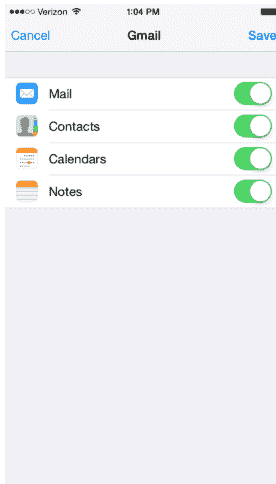 Verizon 1:04 PM
Cancel Gmail Save
Mail
Contacts
Calendars
Notes